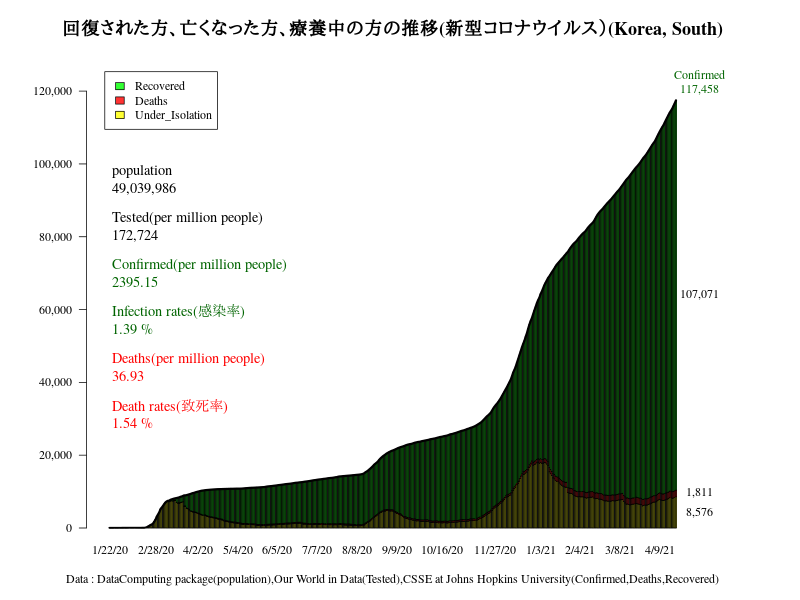 回復された方、亡くなった方、療養中の方の推移(新型コロナウイルス)(Korea, South)
Confirmed
117,458
Recovered
Deaths
Under_Isolation
population
49,039,986
Tested(per million people)
172,724
Confirmed(per million people)
2395.15
Infection rates(感染率)
1.39 %
Deaths(per million people)
36.93
Death rates(致死率)
1.54 %
120,000
100,000
80,000
60,000
40,000
20,000
0
107,071
1,811
8,576
1/22/20 2/28/20 4/2/20 5/4/20 6/5/20 7/7/20 8/8/20 9/9/20 10/16/20 11/27/20 1/3/21 2/4/21 3/8/21 4/9/21
Data : DataComputing package(population),Our World in Data(Tested),CSSE at Johns Hopkins University(Confirmed,Deaths,Recovered)